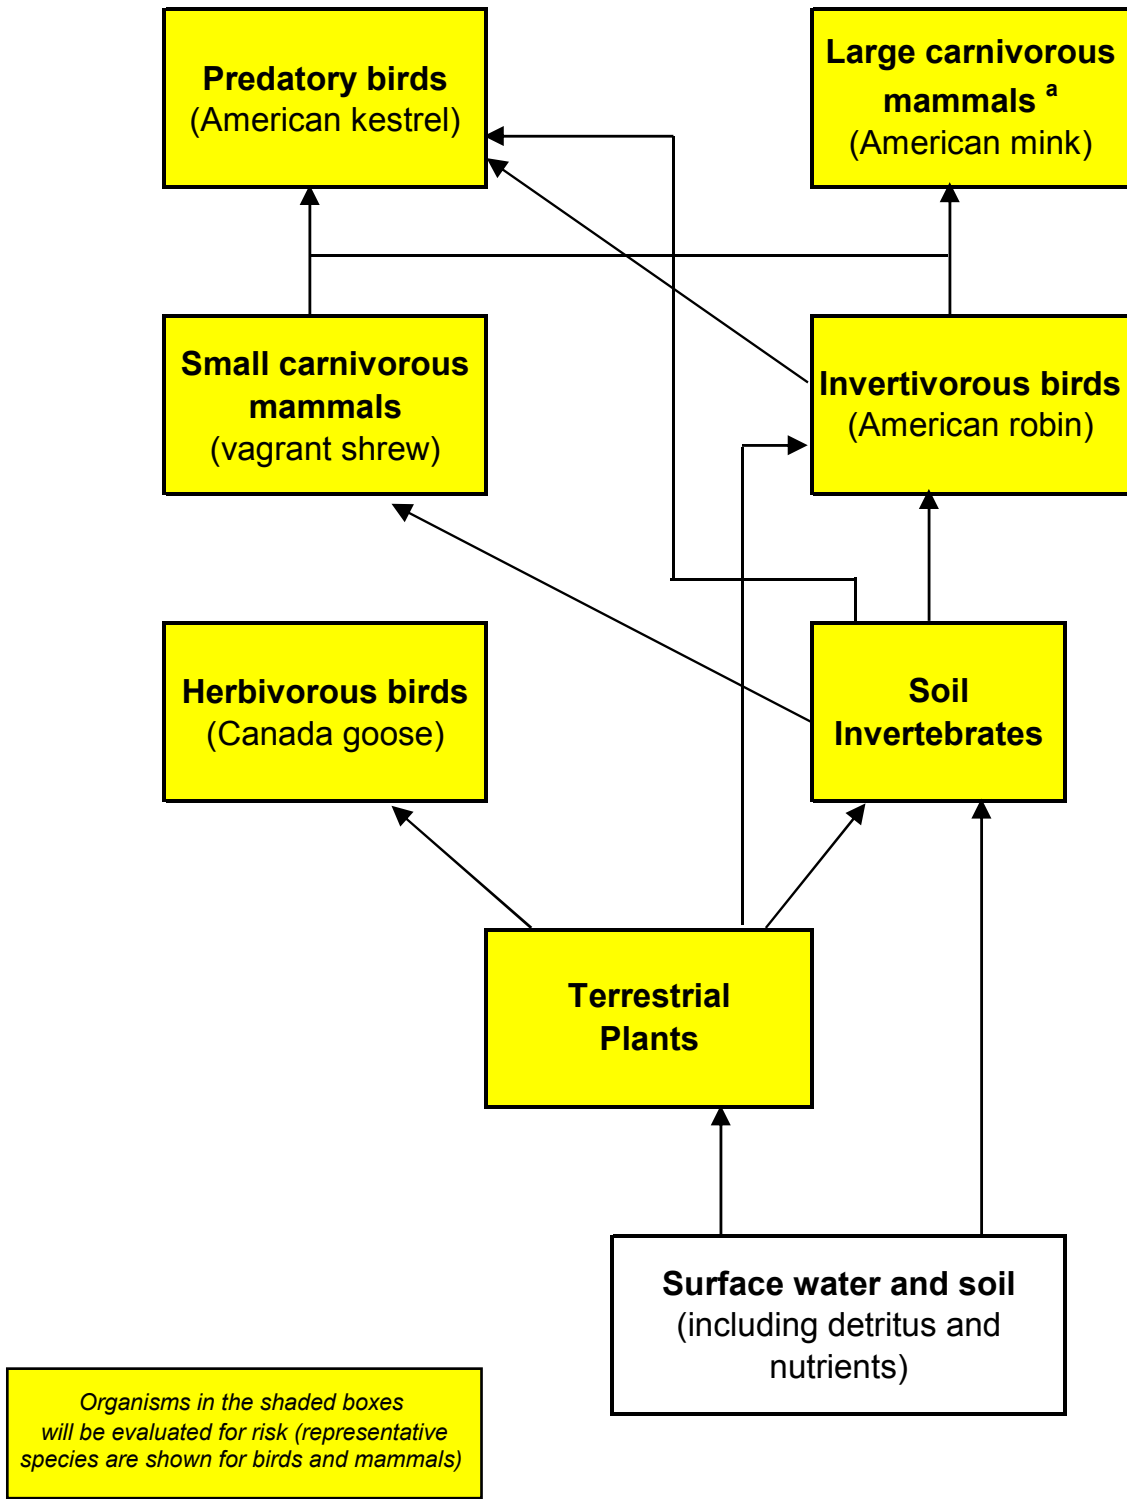 Predatory birds
(American kestrel)
Large carnivorous
mammals a
(American mink)
Small carnivorous
mammals
(vagrant shrew)
Invertivorous birds
(American robin)
Herbivorous birds
(Canada goose)
Soil
Invertebrates
Terrestrial
Plants
Surface water and soil
(including detritus and
nutrients)
Organisms in the shaded boxes
will be evaluated for risk (representative
species are shown for birds and mammals)